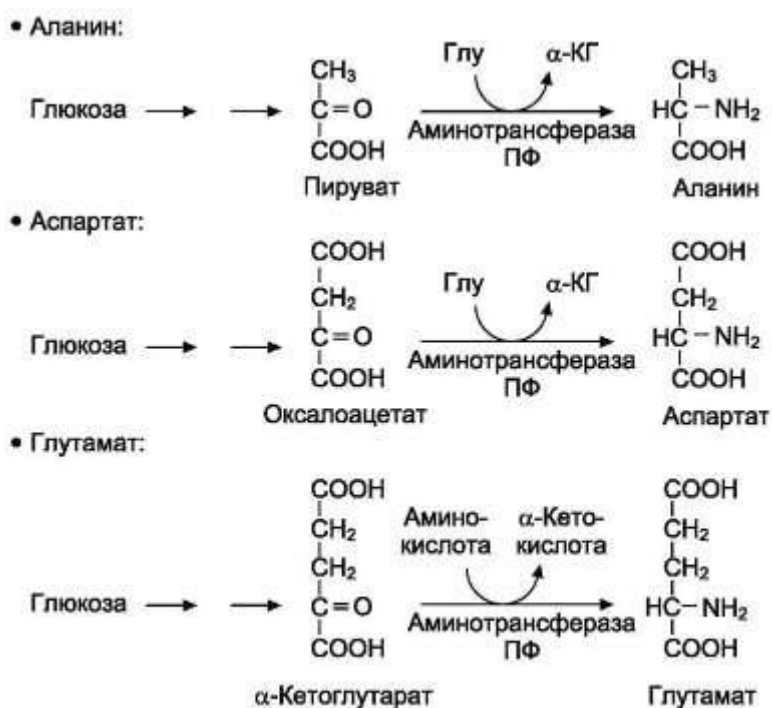 • Аланин:
CH3
Глу α-КГ
CH3
Глюкоза
C=O
HC–NH2
Аминотрансфераза
COOH
ПФ
COOH
Пируват
Аланин
• Аспартат:
COOH
COOH
CH2
Глу α-КГ
CH2
Глюкоза
C=O
HC–NH2
Аминотрансфераза
COOH
ПФ
COOH
Оксалоацетат
Аспартат
• Глутамат:
COOH
COOH
Амино- α-Кето-
CH2
кислота кислота
CH2
CH2
CH2
Глюкоза
C=O
HC–NH2
Аминотрансфераза
COOH
ПФ
COOH
α-Кетоглутарат
Глутамат